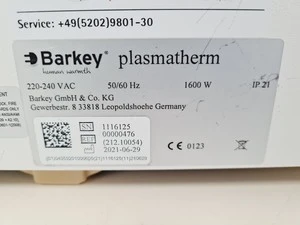 Service: +49(5202)9801-30
Barkey® plasmatherm
human warmth
220-240 VAC 50/60 Hz 1600 W IP 21
Barkey GmbH & Co. KG
Gewerbestr. 8 33818 Leopoldshoehe Germany
SN 1116125
00000476
REF (212.10054)
2021-06-29
CE 0123